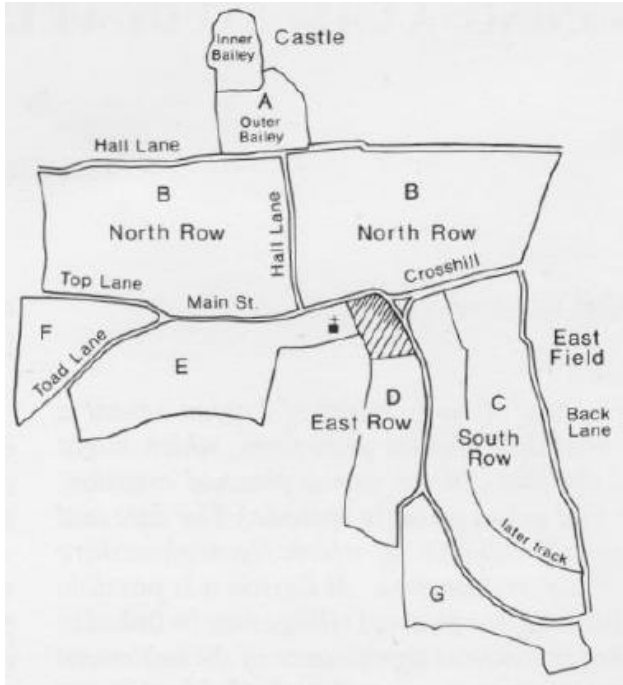 Inner
Bailey
Castle
A
Outer
Bailey
Hall Lane
B
North Row
Hall Lane
B
North Row
Crosshill
Top Lane
Main St.
F
Toad Lane
E
East
Field
D
East Row
C
South
Row
Back
Lane
later track
G